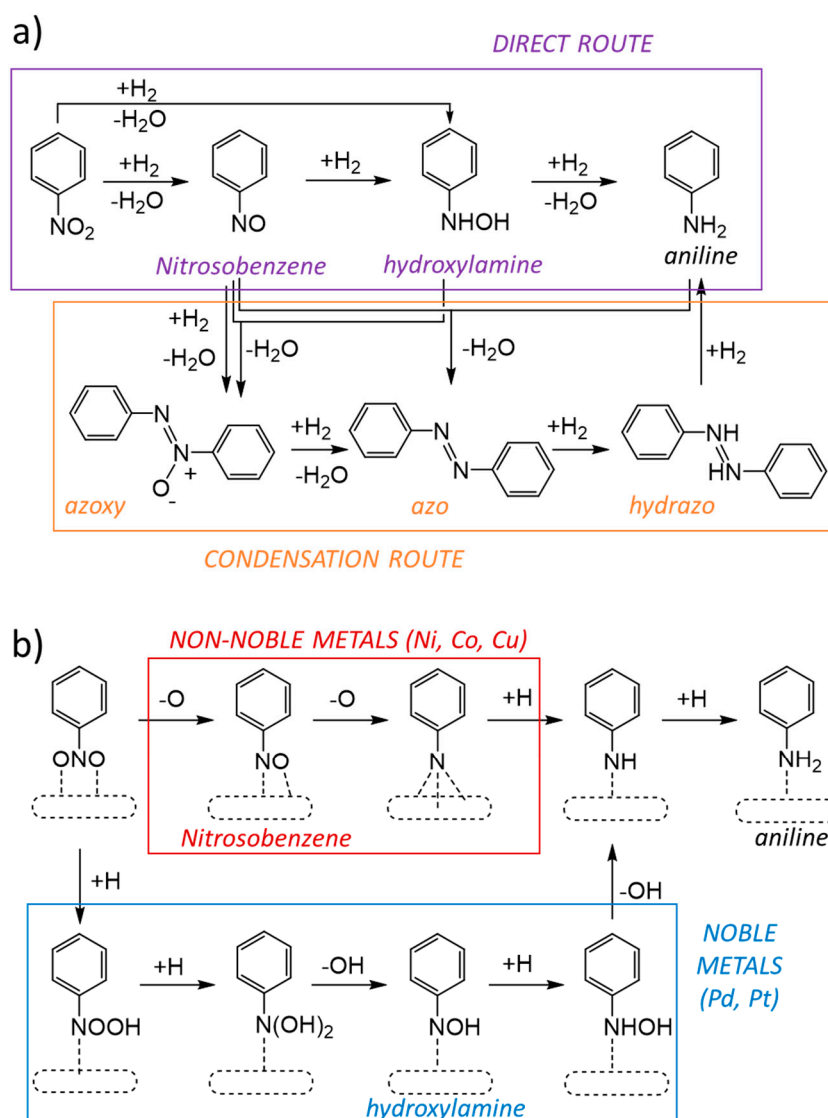 a)
DIRECT ROUTE
+H2
-H2O
+H2
-H2O
+H2
+H2
-H2O
NO2
NO
NHOH
NH2
Nitrosobenzene
hydroxylamine
aniline
+H2
-H2O
-H2O
-H2O
+H2
N
N
+
O
-
+H2
-H2O
N
N
+H2
NH
HN
azoxy
azo
hydrazo
CONDENSATION ROUTE
b)
NON-NOBLE METALS (Ni, Co, Cu)
-O
-O
+H
+H
ONO
NO
N
NH
NH2
Nitrosobenzene
aniline
+H
-OH
+H
-OH
+H
NOOH
N(OH)2
NOH
NHOH
hydroxylamine
NOBLE
METALS
(Pd, Pt)